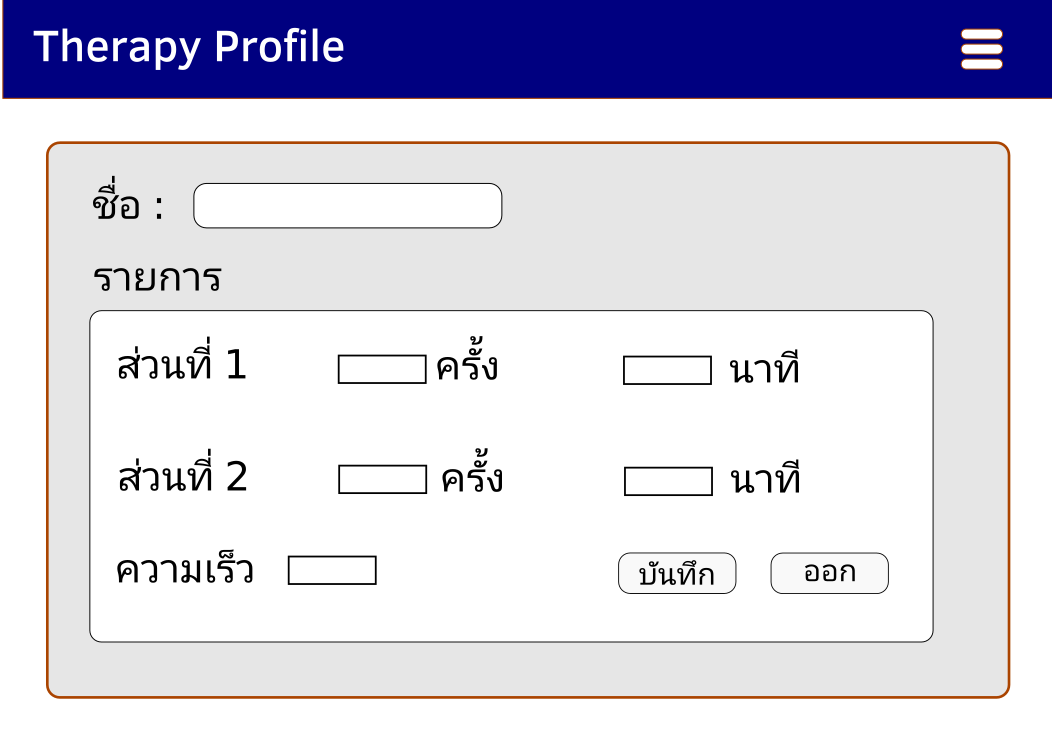 Therapy Profile
ชื่อ :
รายการ
ส่วนที่ 1 ครั้ง นาที
ส่วนที่ 2 ครั้ง นาที
ความเร็ว บันทึก ออก